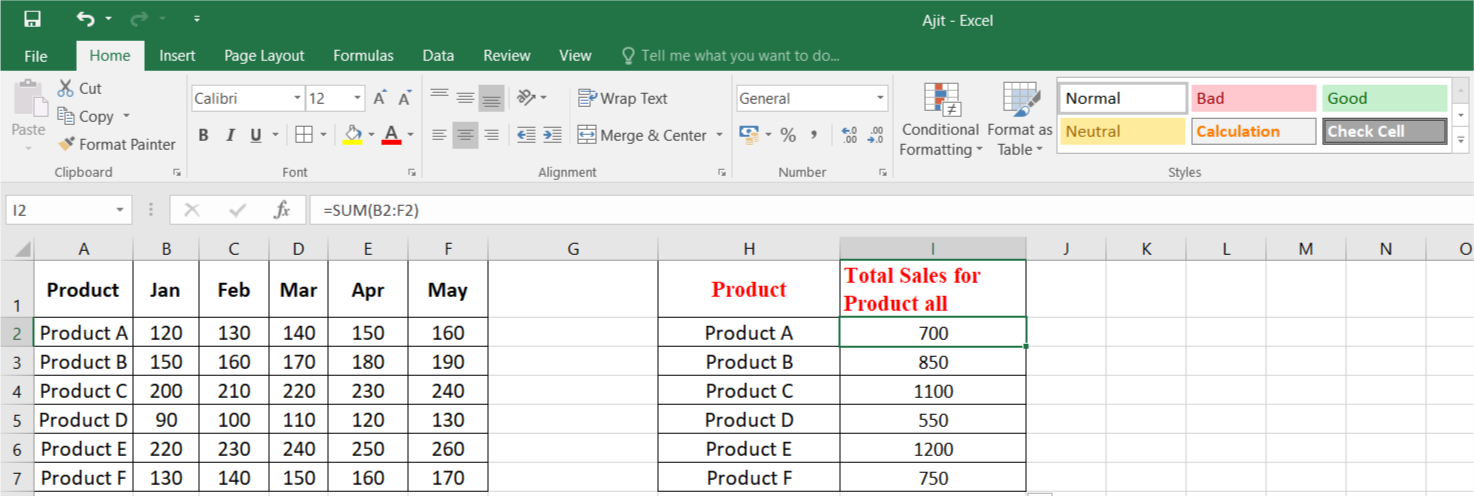 Ajit - Excel
File Home Insert Page Layout Formulas Data Review View Tell me what you want to do...
Paste
Cut
Copy
Format Painter
Clipboard
Calibri 12
B I U
Font
Wrap Text
Merge & Center
Alignment
General
%
Number
Conditional Formatting
Format as Table
Normal Bad Good
Neutral Calculation Check Cell
Styles
I2 fx =SUM(B2:F2)
A B C D E F G H I J K L M N O
1 Product Jan Feb Mar Apr May Product Total Sales for
Product all
2 Product A 120 130 140 150 160 Product A 700
3 Product B 150 160 170 180 190 Product B 850
4 Product C 200 210 220 230 240 Product C 1100
5 Product D 90 100 110 120 130 Product D 550
6 Product E 220 230 240 250 260 Product E 1200
7 Product F 130 140 150 160 170 Product F 750